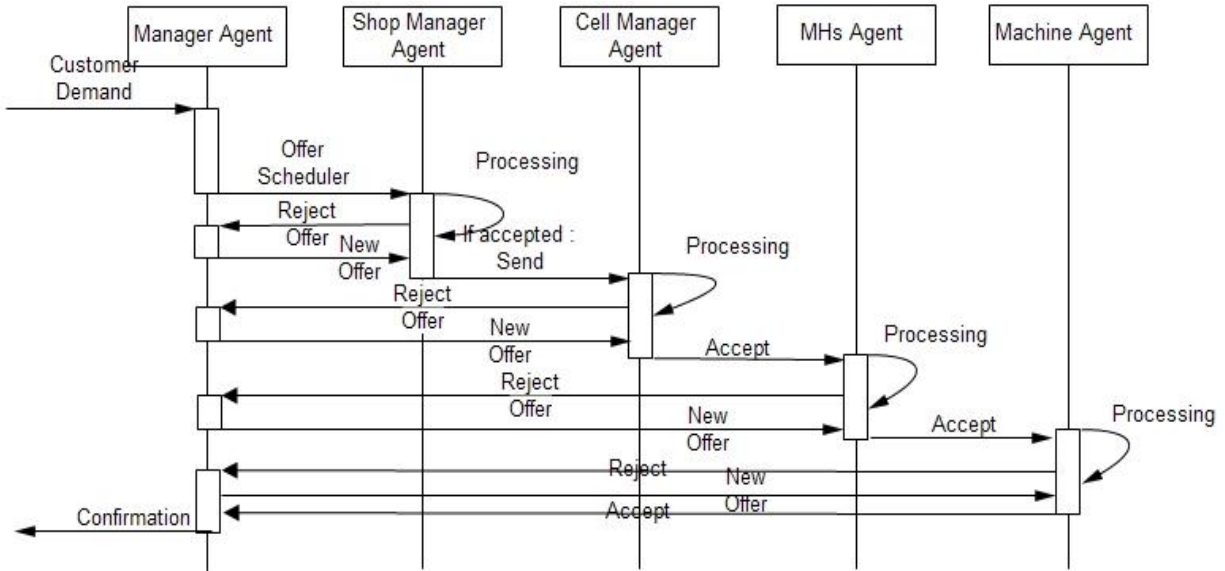 Manager Agent
Shop Manager
Agent
Cell Manager
Agent
MHs Agent
Machine Agent
Customer
Demand
Offer
Scheduler
Processing
Reject
Offer
New
Offer
If accepted :
Send
Processing
Reject
Offer
New
Offer
Accept
Processing
Reject
Offer
New
Offer
Accept
Processing
Reject
New
Offer
Accept
Confirmation